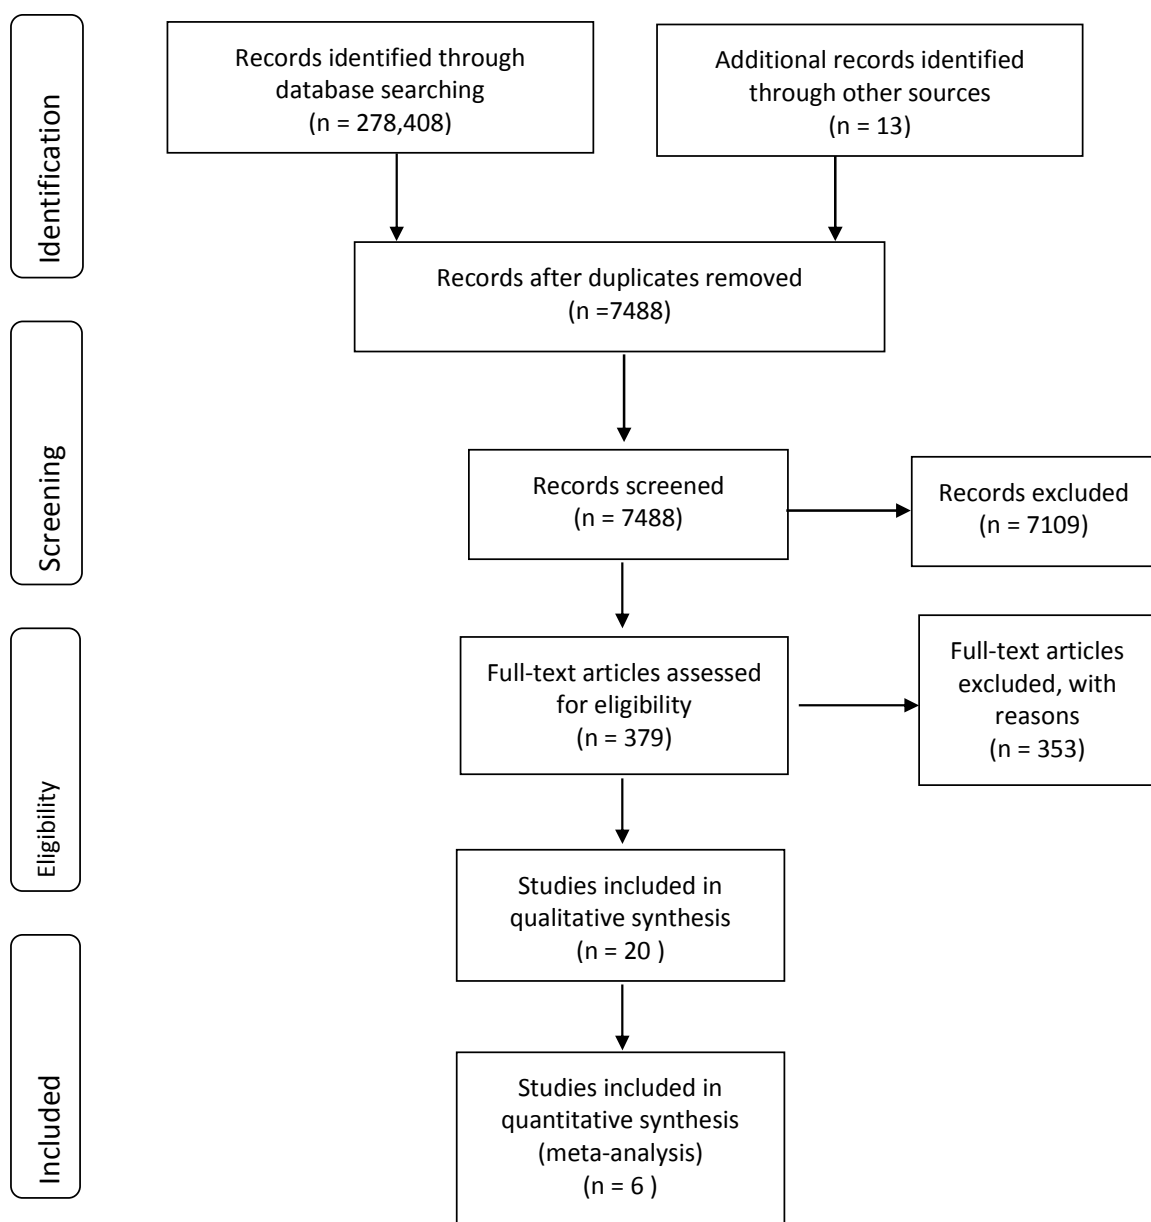 Identification
Records identified through
database searching
(n = 278,408)
Additional records identified
through other sources
(n = 13)
Records after duplicates removed
(n =7488)
Screening
Records screened
(n = 7488)
Records excluded
(n = 7109)
Eligibility
Full-text articles assessed
for eligibility
(n = 379)
Full-text articles
excluded, with
reasons
(n = 353)
Studies included in
qualitative synthesis
(n = 20 )
Included
Studies included in
quantitative synthesis
(meta-analysis)
(n = 6 )